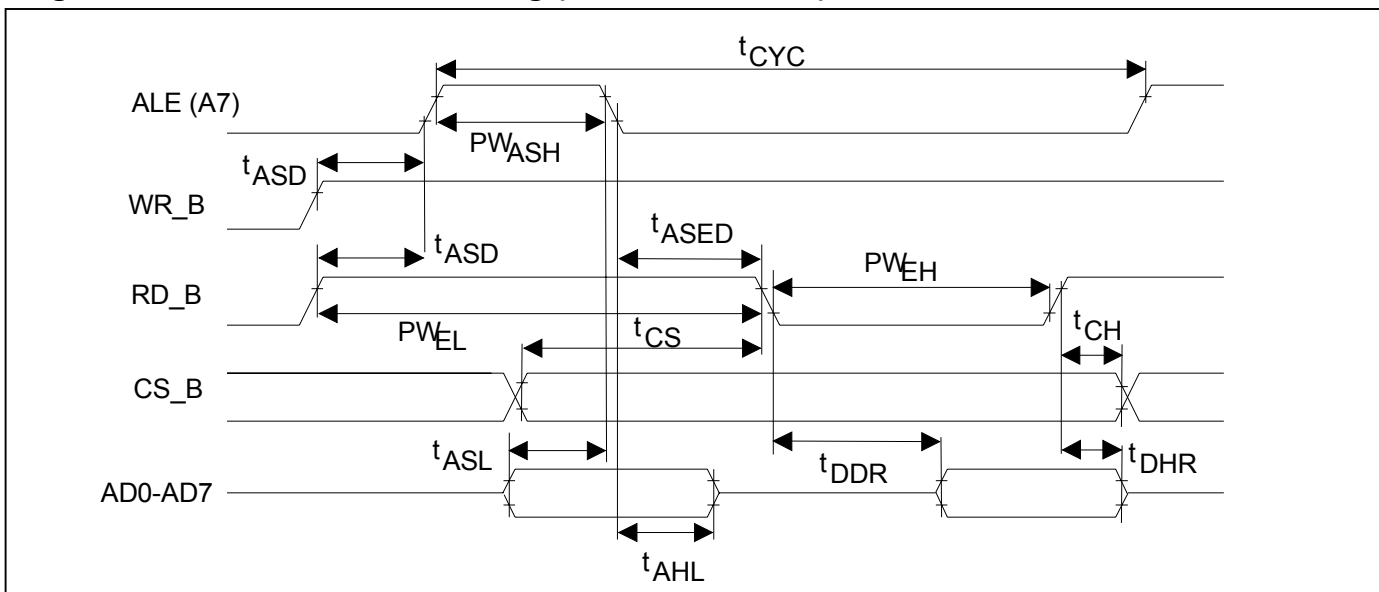 tCYC
ALE (A7)
PWASH
tASD
WR_B
tASED
tASD
PWEH
RD_B
PWEL
tCS
tCH
CS_B
tASL
tDDR
tDHR
AD0-AD7
tAHL